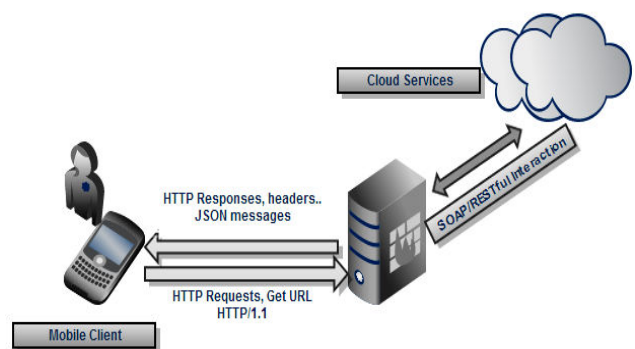 Cloud Services
SOAP/RESTful Interaction
HTTP Responses, headers..
JSON messages
HTTP Requests, Get URL
HTTP/1.1
Mobile Client